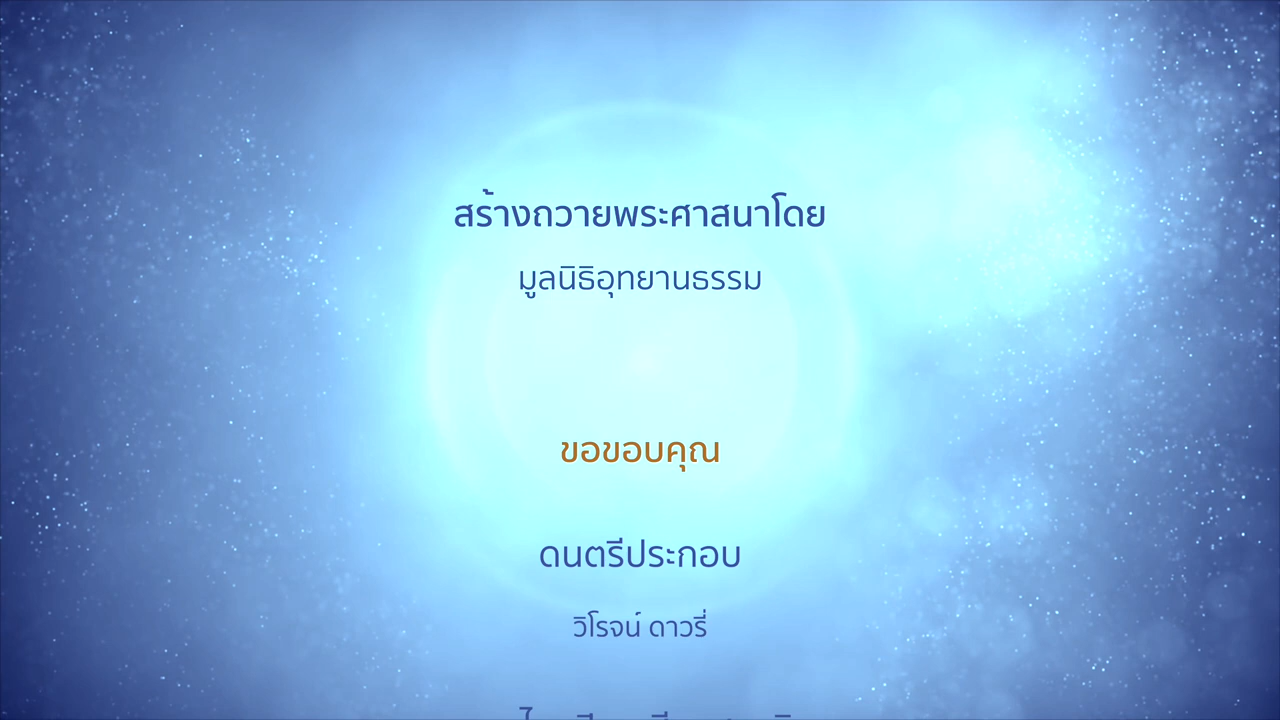 สร้างถวายพระศาสนาโดย
มูลนิธิอุทยานธรรม
ขอขอบคุณ
ดนตรีประกอบ
วิโรจน์ ดาวรี่